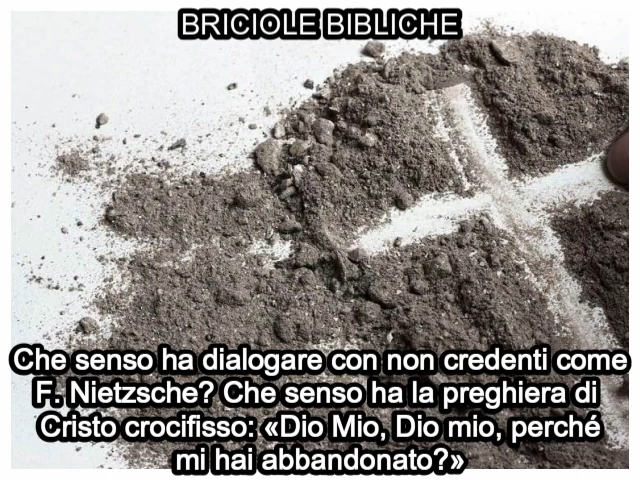 BRICIOLE BIBLICHE
Che senso ha dialogare con non credenti come
F. Nietzsche? Che senso ha la preghiera di
Cristo crocifisso: «Dio Mio, Dio mio, perché
mi hai abbandonato?»